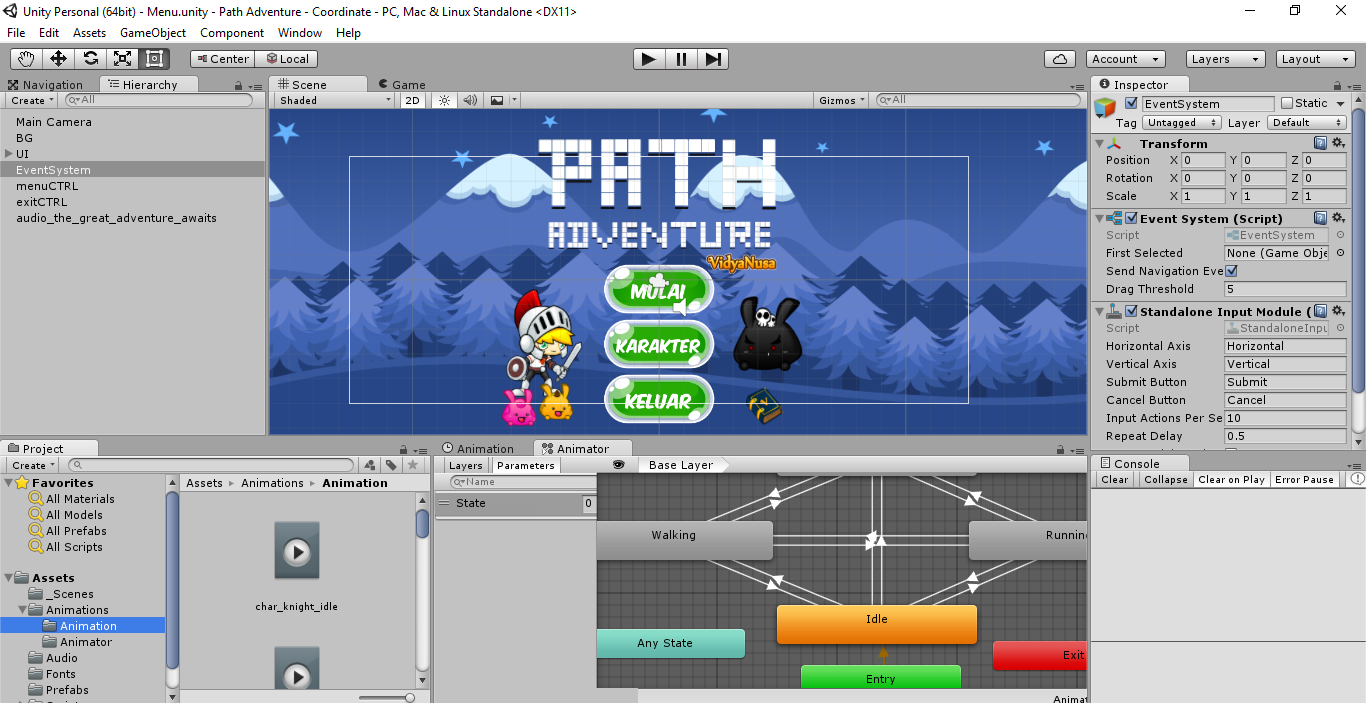 Unity Personal (64bit) - Menu.unity - Path Adventure - Coordinate - PC, Mac & Linux Standalone <DX11>
File Edit Assets GameObject Component Window Help
Center Local Account Layers Layout
Navigation Hierarchy
Create All
Main Camera
BG
UI
EventSystem
menuCTRL
exitCTRL
audio_the_great_adventure_awaits
Scene Game
Shaded 2D Gizmos All
PATH
ADVENTURE
VidyaNusa
MULAI
KARAKTER
KELUAR
Inspector
EventSystem Static
Tag Untagged Layer Default
Transform
Position X 0 Y 0 Z 0
Rotation X 0 Y 0 Z 0
Scale X 1 Y 1 Z 1
Event System (Script)
Script EventSystem
First Selected None (Game Obje
Send Navigation Eve
Drag Threshold 5
Standalone Input Module (
Script StandaloneInpu
Horizontal Axis Horizontal
Vertical Axis Vertical
Submit Button Submit
Cancel Button Cancel
Input Actions Per Se 10
Repeat Delay 0.5
Project
Create
Favorites
All Materials
All Models
All Prefabs
All Scripts
Assets
_Scenes
Animations
Animation
Animator
Audio
Fonts
Prefabs
Assets Animations Animation
char_knight_idle
Animation Animator
Layers Parameters Base Layer
Name
State 0
Walking
Running
Idle
Any State
Exit
Entry
Animat
Console
Clear Collapse Clear on Play Error Pause